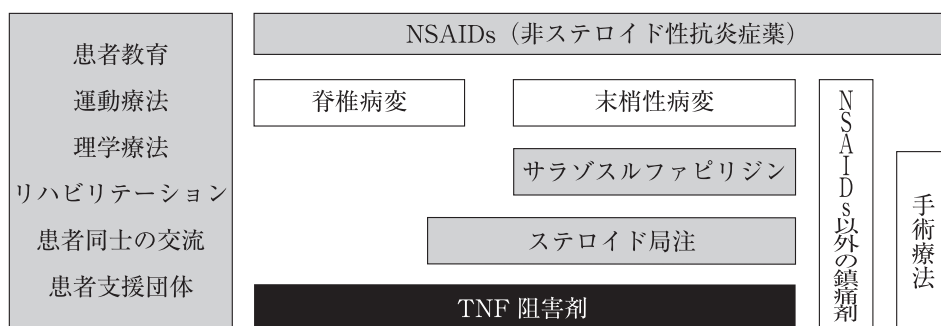 患者教育
運動療法
理学療法
リハビリテーション
患者同士の交流
患者支援団体
NSAIDs（非ステロイド性抗炎症薬）
脊椎病変
末梢性病変
サラゾスルファピリジン
ステロイド局注
TNF 阻害剤
NSAIDs以外の鎮痛剤
手術療法